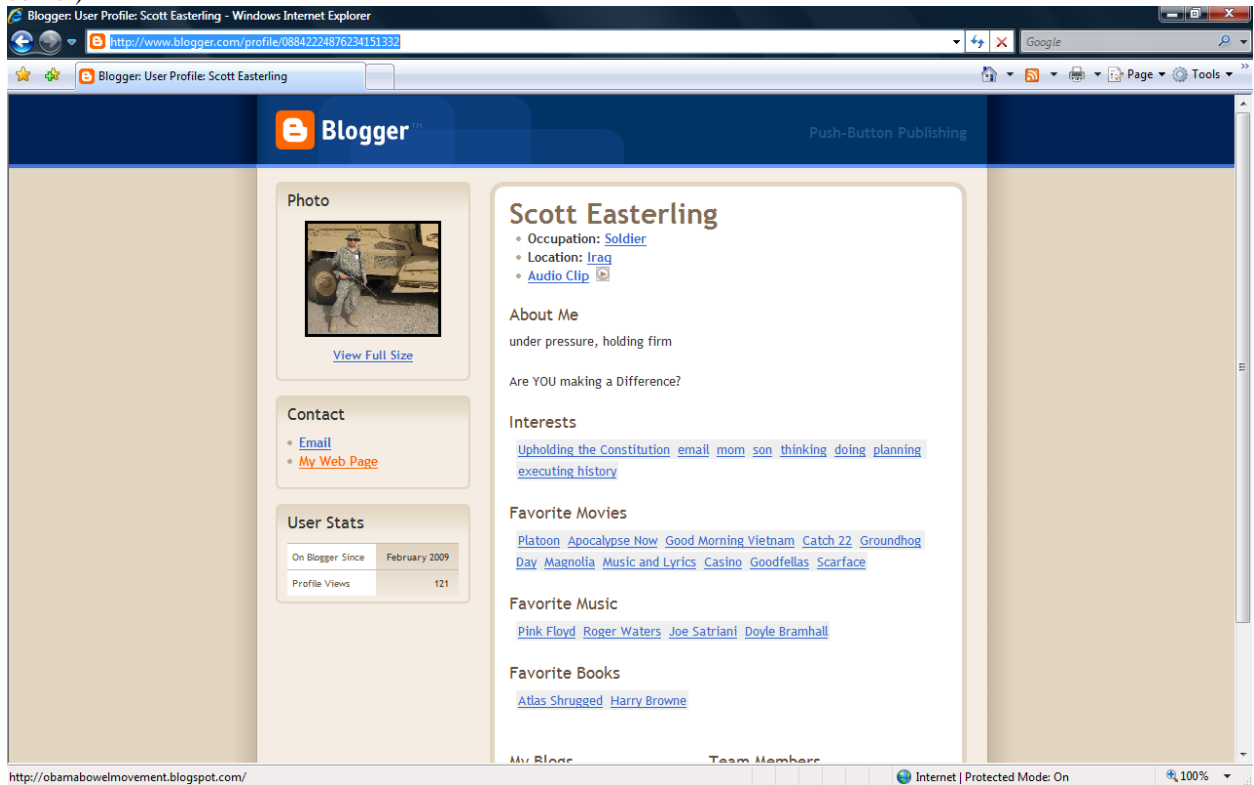 Blogger: User Profile: Scott Easterling - Windows Internet Explorer
http://www.blogger.com/profile/08842224876234151332
Google
Blogger: User Profile: Scott Easterling
Page
Tools
Blogger™
Push-Button Publishing
Photo
View Full Size
Contact
Email
My Web Page
User Stats
On Blogger Since February 2009
Profile Views 121
Scott Easterling
Occupation: Soldier
Location: Iraq
Audio Clip
About Me
under pressure, holding firm
Are YOU making a Difference?
Interests
Upholding the Constitution email mom son thinking doing planning
executing history
Favorite Movies
Platoon Apocalypse Now Good Morning Vietnam Catch 22 Groundhog
Day Magnolia Music and Lyrics Casino Goodfellas Scarface
Favorite Music
Pink Floyd Roger Waters Joe Satriani Doyle Bramhall
Favorite Books
Atlas Shrugged Harry Browne
My Blogs Team Members
http://obamabowelmovement.blogspot.com/
Internet | Protected Mode: On
100%